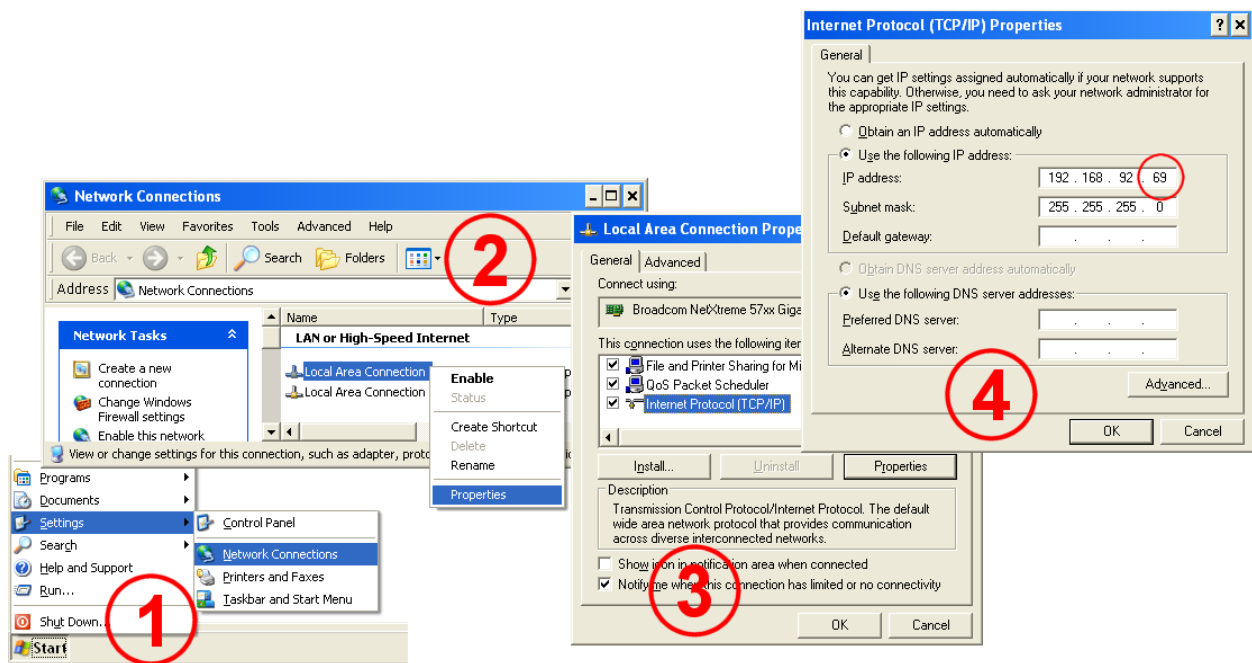 Internet Protocol (TCP/IP) Properties
General
You can get IP settings assigned automatically if your network supports
this capability. Otherwise, you need to ask your network administrator for
the appropriate IP settings.
Obtain an IP address automatically
Use the following IP address:
IP address: 192 . 168 . 92 . 69
Subnet mask: 255 . 255 . 255 . 0
Default gateway: . . .
Obtain DNS server address automatically
Use the following DNS server addresses:
Preferred DNS server: . . .
Alternate DNS server: . . .
Advanced...
4
OK Cancel
Network Connections
File Edit View Favorites Tools Advanced Help
2
Back Search Folders
Address Network Connections
Name Type
Network Tasks
LAN or High-Speed Internet
Create a new
connection
Change Windows
Firewall settings
Enable this network
Local Area Connection
Local Area Connection
Enable
Status
Create Shortcut
Delete
Rename
Properties
View or change settings for this connection, such as adapter,
Local Area Connection
General Advanced
Connect using:
Broadcom NetXtreme 57xx
This connection uses the following
File and Printer Sharing for
QoS Packet Scheduler
Internet Protocol (TCP/IP)
Install... Uninstall Properties
Description
Transmission Control Protocol/Internet Protocol. The default
wide area network protocol that provides communication
across diverse interconnected networks.
Show icon in notification area when connected
Notify me when this connection has limited or no connectivity
3
OK Cancel
Programs
Documents
Settings
Search
Help and Support
Run...
Shut Down...
Start
1
Control Panel
Network Connections
Printers and Faxes
Taskbar and Start Menu